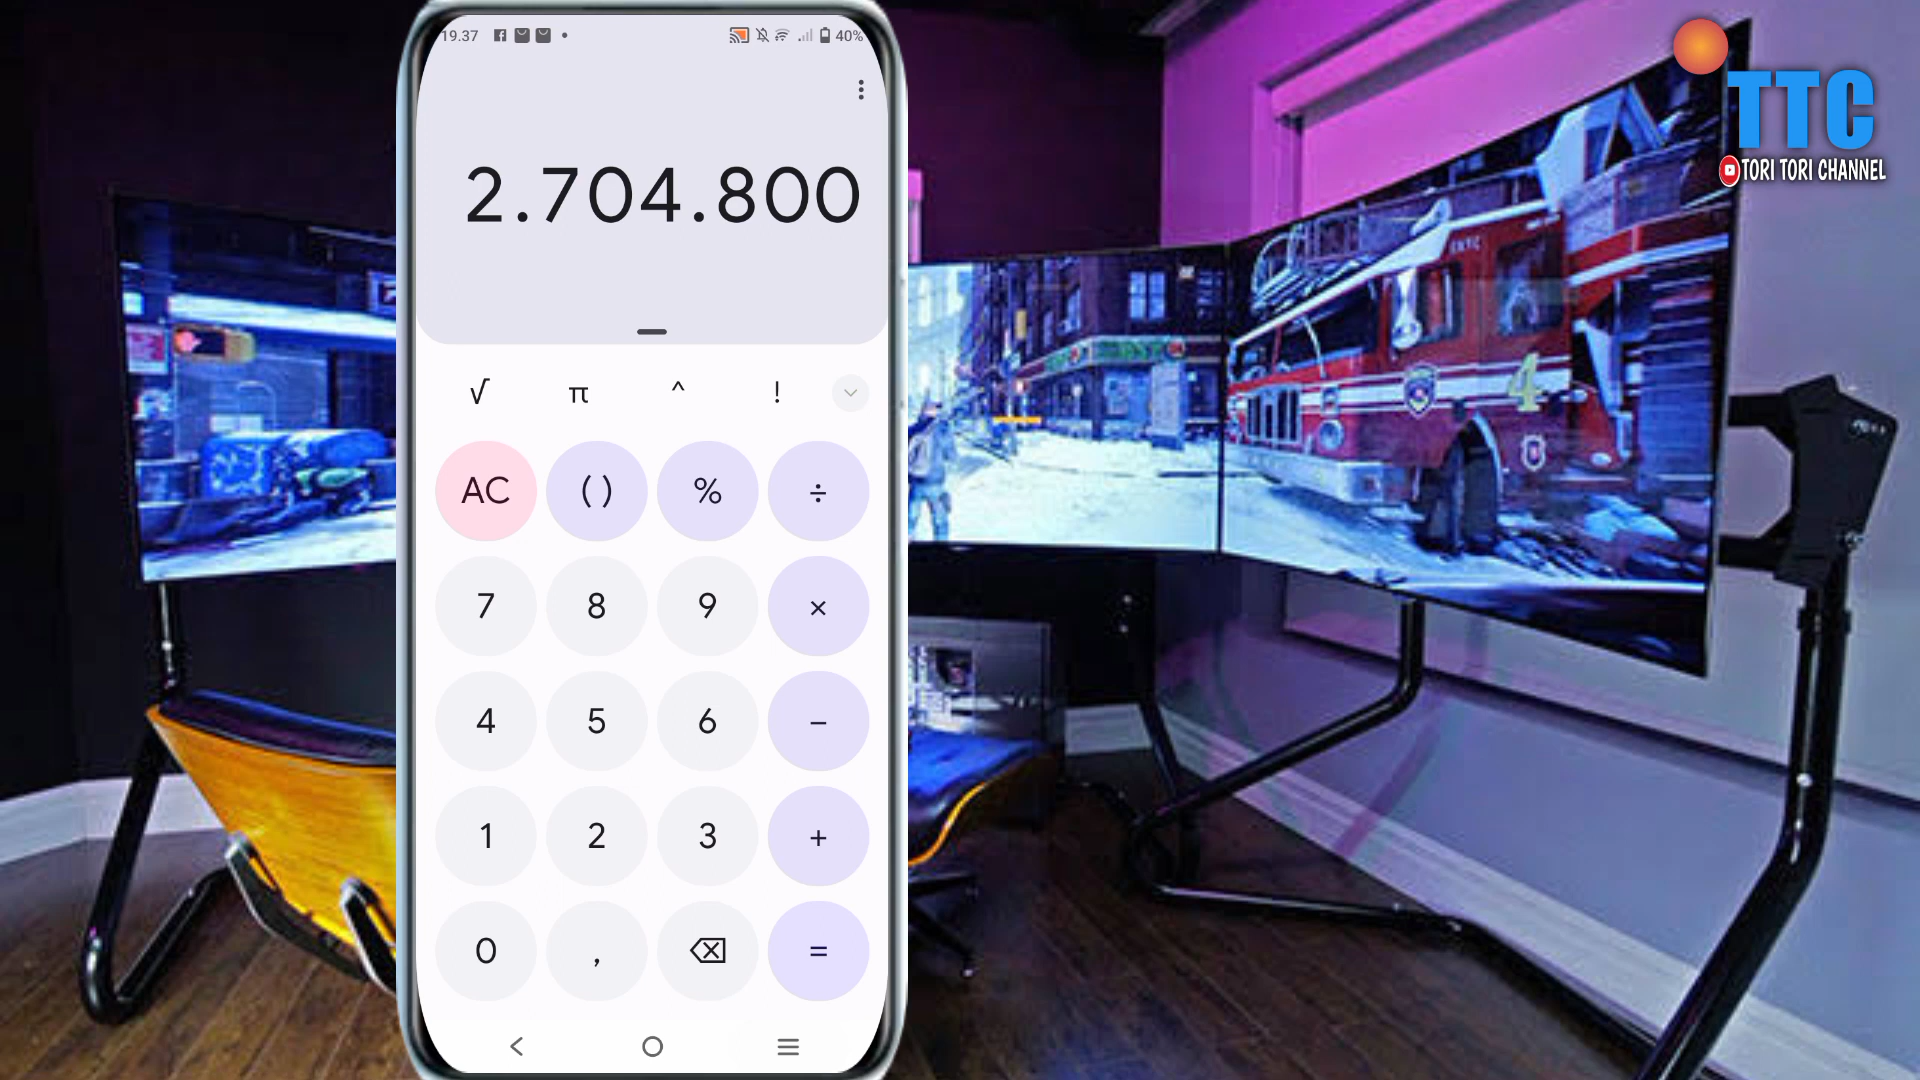 19.37 40%
2.704.800
√ π ^ !
AC () % ÷
7 8 9 ×
4 5 6 −
1 2 3 +
0 , =
TTC
TORI TORI CHANNEL
4